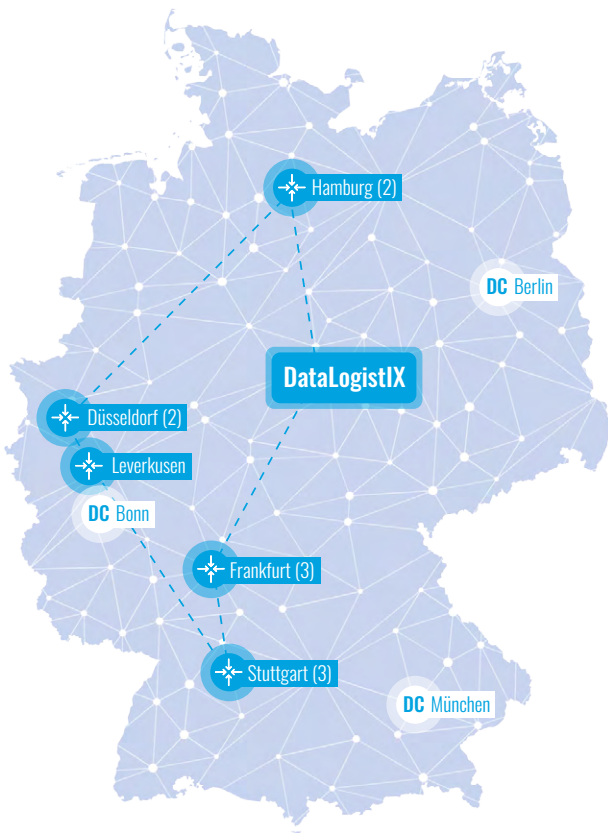 Hamburg (2)
DC Berlin
DataLogistIX
Düsseldorf (2)
Leverkusen
DC Bonn
Frankfurt (3)
Stuttgart (3)
DC München